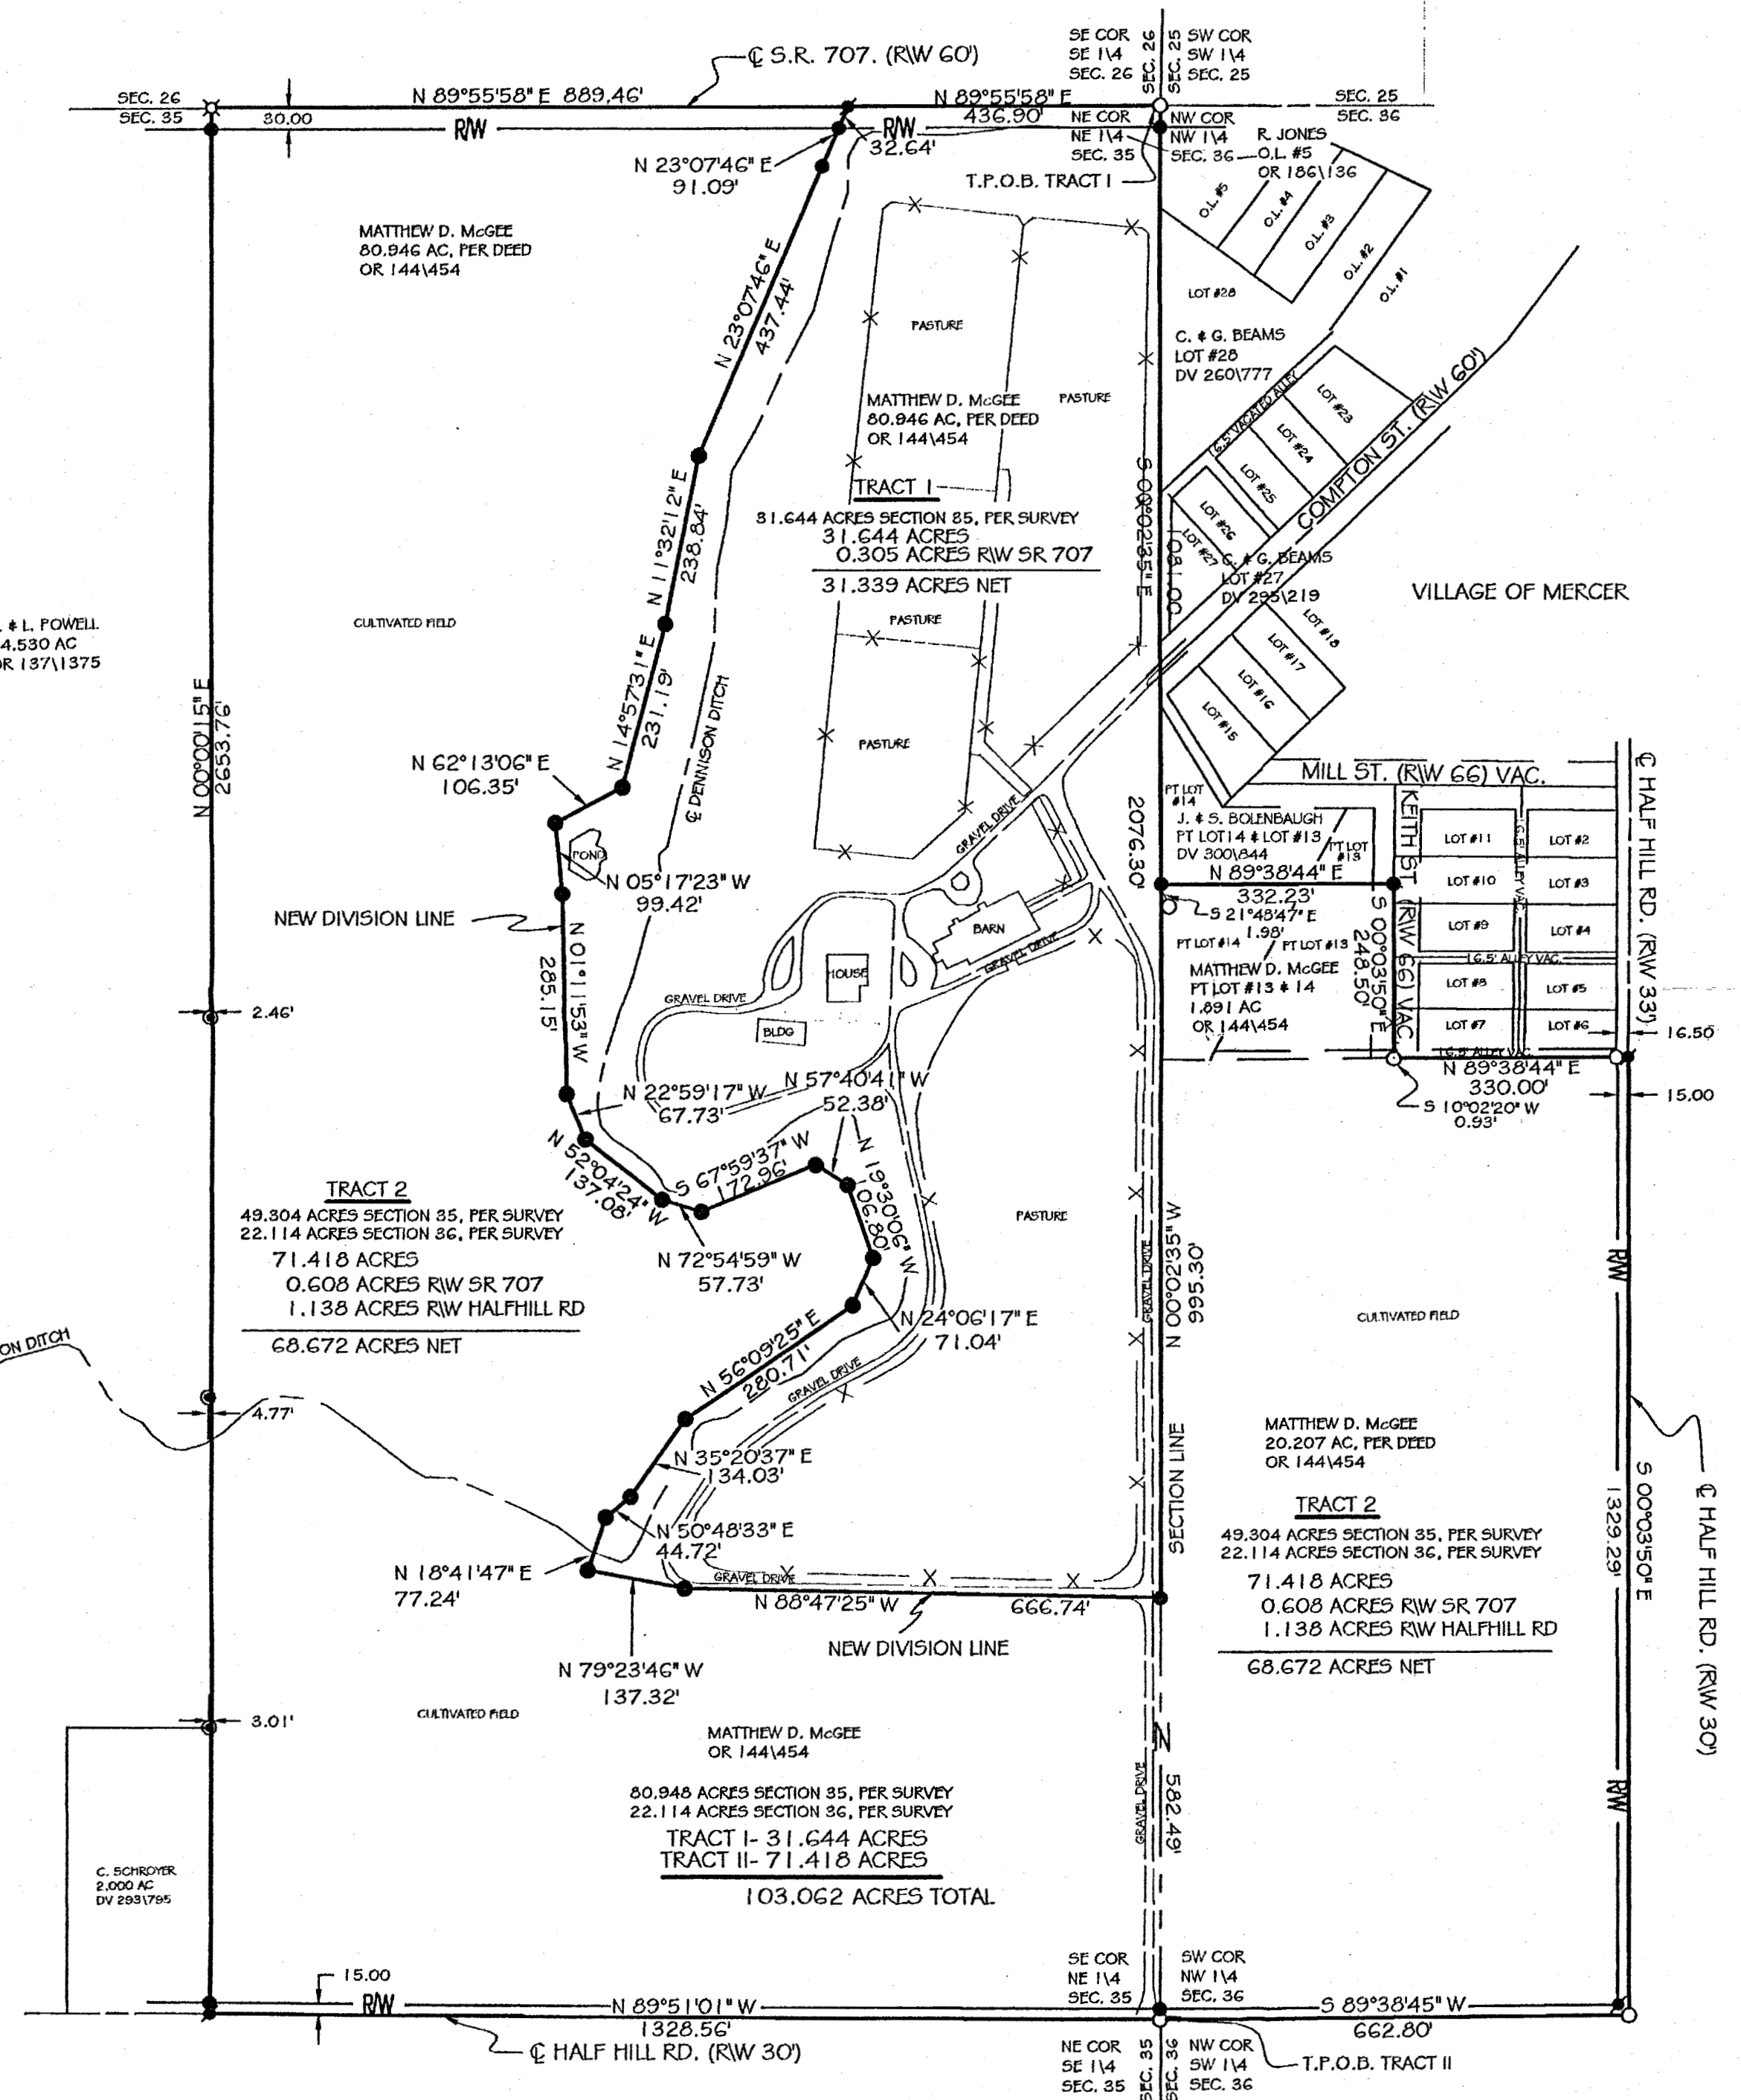 SE COR
SE 1\4
SEC. 26
SEC. 26
SEC. 25
SW COR
SW 1\4
SEC. 25
℄ S.R. 707. (R\W 60')
SEC. 26
SEC. 35
N 89°55'58" E 889.46'
N 89°55'58" E
436.90'
SEC. 25
SEC. 36
30.00
R/W
R/W
32.64'
NE COR
NE 1\4
SEC. 35
NW COR
NW 1\4
SEC. 36
R. JONES
O.L. #5
OR 186\136
T.P.O.B. TRACT I
N 23°07'46" E
91.09'
O.L. #5
O.L. #4
O.L. #3
O.L. #2
O.L. #1
MATTHEW D. McGEE
80.946 AC, PER DEED
OR 144\454
N 23°07'46" E
437.44'
PASTURE
LOT #28
C. & G. BEAMS
LOT #28
DV 260\777
MATTHEW D. McGEE
80.946 AC, PER DEED
OR 144\454
PASTURE
16.5' VACATED ALLEY
LOT #23
LOT #24
LOT #25
LOT #26
LOT #27
COMPTON ST. (R\W 60')
TRACT I
31.644 ACRES SECTION 35, PER SURVEY
31.644 ACRES
0.305 ACRES R\W SR 707
31.339 ACRES NET
S 00°02'35" E
1081.00
C. & G. BEAMS
LOT #27
DV 295\219
VILLAGE OF MERCER
N 11°32'12" E
238.84'
. & L. POWELL
4.530 AC
OR 137\1375
CULTIVATED FIELD
PASTURE
LOT #18
LOT #17
LOT #16
LOT #15
N 00°00'15" E
2653.76'
N 14°57'31" E
231.19'
℄ DENNISON DITCH
PASTURE
N 62°13'06" E
106.35'
MILL ST. (R\W 66) VAC.
℄ HALF HILL RD. (R\W 33')
GRAVEL DRIVE
2076.30'
PT LOT
#14
J. & S. BOLENBAUGH
PT LOT14 & LOT #13
DV 300\844
PT LOT
#13
KEITH ST. (R\W 66) VAC.
LOT #11
LOT #2
16.5' ALLEY VAC.
LOT #10
LOT #3
LOT #9
LOT #4
16.5' ALLEY VAC.
LOT #8
LOT #5
LOT #7
LOT #6
16.5' ALLEY VAC.
POND
N 05°17'23" W
99.42'
N 89°38'44" E
332.23'
S 21°48'47" E
1.98'
NEW DIVISION LINE
BARN
GRAVEL DRIVE
PT LOT #14
PT LOT #13
MATTHEW D. McGEE
PT LOT #13 & 14
1.891 AC
OR 144\454
S 00°03'50" E
248.50'
N 01°11'53" W
285.15'
HOUSE
GRAVEL DRIVE
BLDG
2.46'
16.50
N 89°38'44" E
330.00'
15.00
S 10°02'20" W
0.93'
N 22°59'17" W
67.73'
N 57°40'41" W
52.38'
N 52°04'24" W
137.08'
S 67°59'37" W
172.96'
N 19°30'06" W
106.80'
TRACT 2
49.304 ACRES SECTION 35, PER SURVEY
22.114 ACRES SECTION 36, PER SURVEY
71.418 ACRES
0.608 ACRES R\W SR 707
1.138 ACRES R\W HALFHILL RD
68.672 ACRES NET
N 72°54'59" W
57.73'
PASTURE
GRAVEL DRIVE
N 00°02'35" W
995.30'
R\W
N 24°06'17" E
71.04'
CULTIVATED FIELD
ON DITCH
N 56°09'25" E
280.71'
GRAVEL DRIVE
4.77'
N 35°20'37" E
134.03'
SECTION LINE
MATTHEW D. McGEE
20.207 AC, PER DEED
OR 144\454
TRACT 2
49.304 ACRES SECTION 35, PER SURVEY
22.114 ACRES SECTION 36, PER SURVEY
71.418 ACRES
0.608 ACRES R\W SR 707
1.138 ACRES R\W HALFHILL RD
68.672 ACRES NET
S 00°03'50" E
1329.29'
℄ HALF HILL RD. (R\W 30')
N 50°48'33" E
44.72'
N 18°41'47" E
77.24'
GRAVEL DRIVE
N 88°47'25" W
666.74'
NEW DIVISION LINE
N 79°23'46" W
137.32'
3.01'
CULTIVATED FIELD
MATTHEW D. McGEE
OR 144\454
80.948 ACRES SECTION 35, PER SURVEY
22.114 ACRES SECTION 36, PER SURVEY
TRACT I- 31.644 ACRES
TRACT II- 71.418 ACRES
103.062 ACRES TOTAL
N
582.49'
GRAVEL DRIVE
R\W
C. SCHROYER
2.000 AC
DV 293\795
15.00
R/W
N 89°51'01" W
1328.56'
℄ HALF HILL RD. (R\W 30')
SE COR
NE 1\4
SEC. 35
SW COR
NW 1\4
SEC. 36
S 89°38'45" W
662.80'
NE COR
SE 1\4
SEC. 35
SEC. 35
SEC. 36
NW COR
SW 1\4
SEC. 36
T.P.O.B. TRACT II